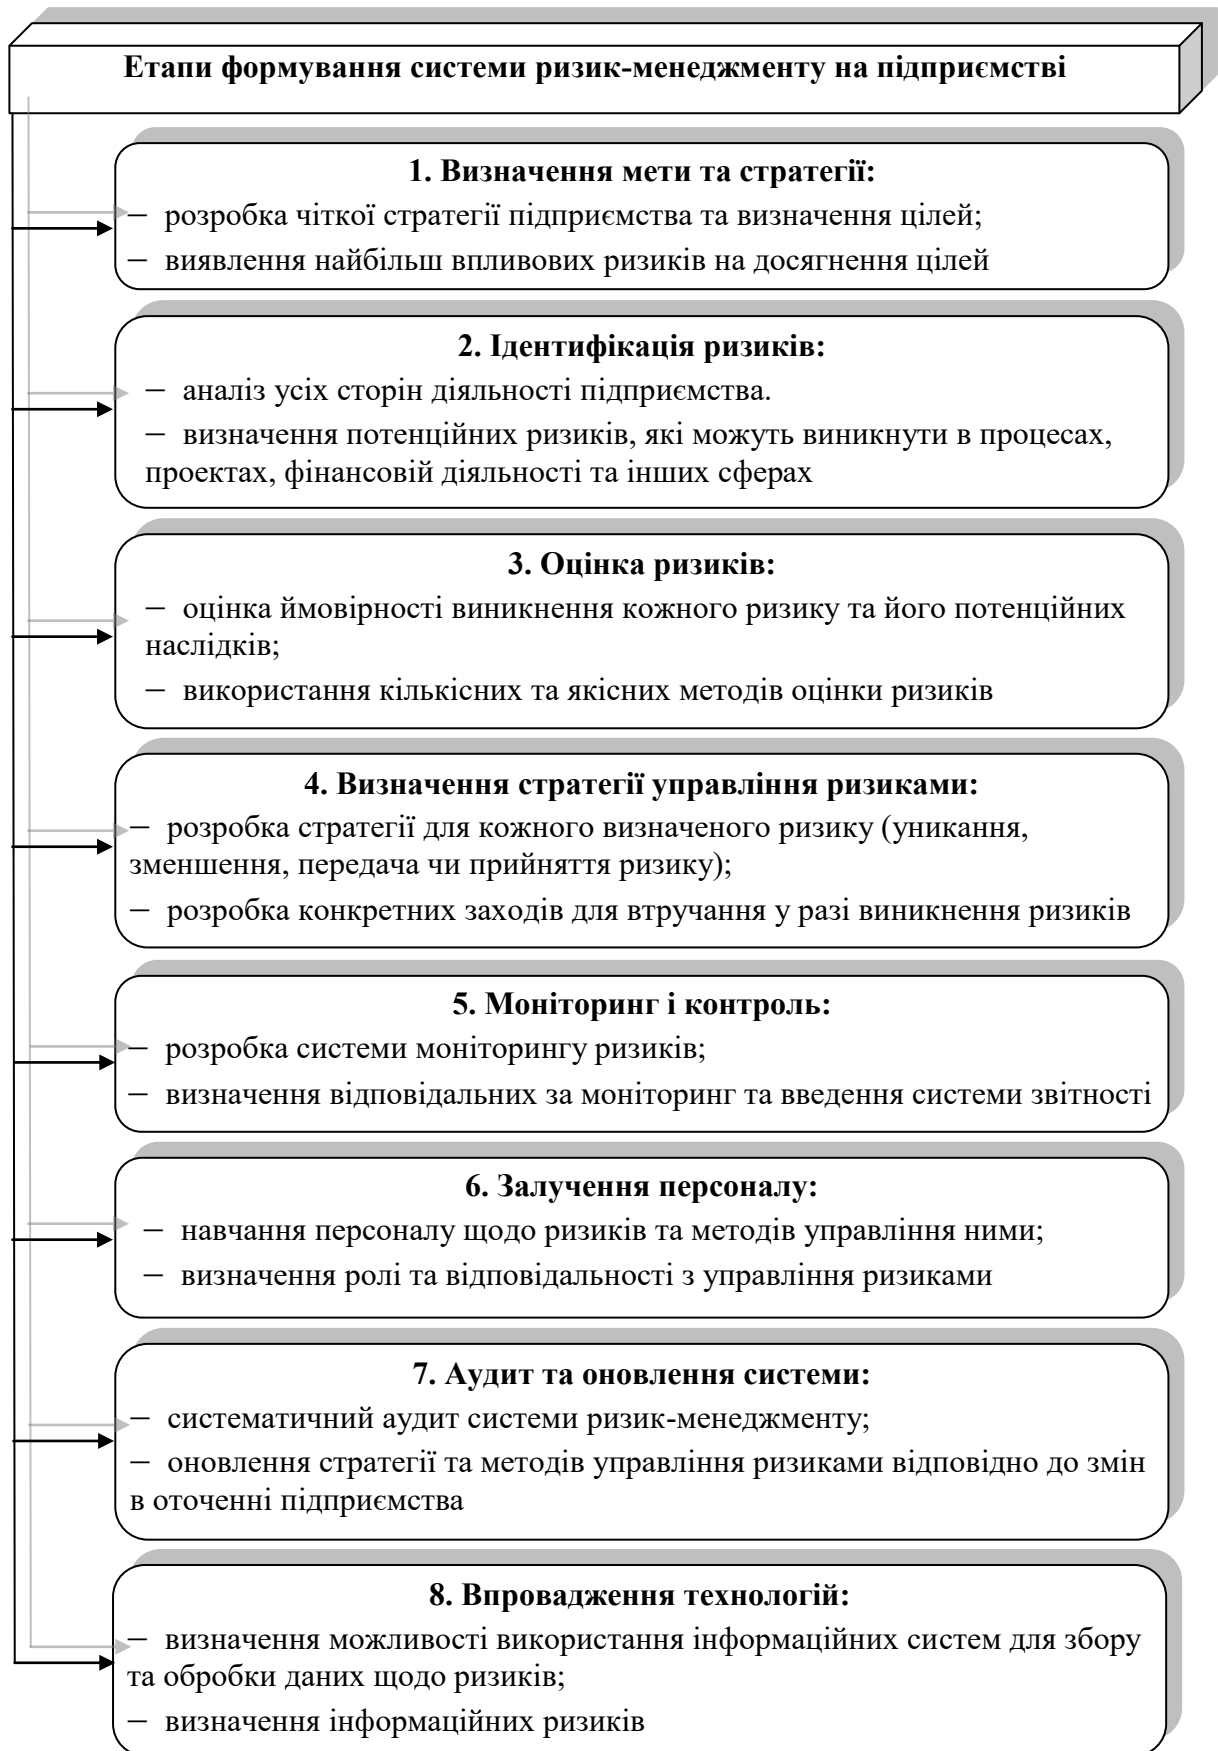 Етапи формування системи ризик-менеджменту на підприємстві
1. Визначення мети та стратегії:
– розробка чіткої стратегії підприємства та визначення цілей;
– виявлення найбільш впливових ризиків на досягнення цілей
2. Ідентифікація ризиків:
– аналіз усіх сторін діяльності підприємства.
– визначення потенційних ризиків, які можуть виникнути в процесах,
проектах, фінансовій діяльності та інших сферах
3. Оцінка ризиків:
– оцінка ймовірності виникнення кожного ризику та його потенційних
наслідків;
– використання кількісних та якісних методів оцінки ризиків
4. Визначення стратегії управління ризиками:
– розробка стратегії для кожного визначеного ризику (уникання,
зменшення, передача чи прийняття ризику);
– розробка конкретних заходів для втручання у разі виникнення ризиків
5. Моніторинг і контроль:
– розробка системи моніторингу ризиків;
– визначення відповідальних за моніторинг та введення системи звітності
6. Залучення персоналу:
– навчання персоналу щодо ризиків та методів управління ними;
– визначення ролі та відповідальності з управління ризиками
7. Аудит та оновлення системи:
– систематичний аудит системи ризик-менеджменту;
– оновлення стратегії та методів управління ризиками відповідно до змін
в оточенні підприємства
8. Впровадження технологій:
– визначення можливості використання інформаційних систем для збору
та обробки даних щодо ризиків;
– визначення інформаційних ризиків